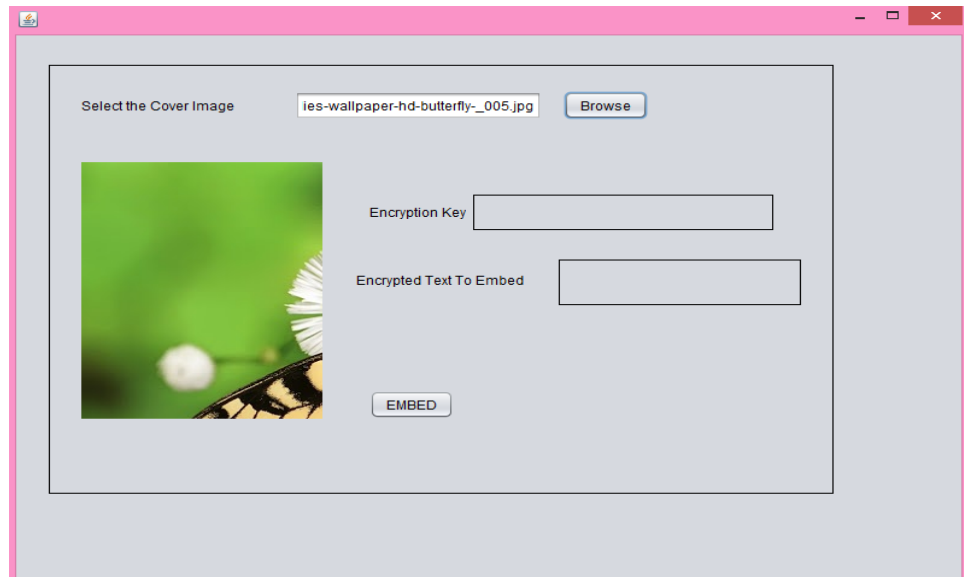 Select the Cover Image ies-wallpaper-hd-butterfly-_005.jpg Browse
Encryption Key
Encrypted Text To Embed
EMBED